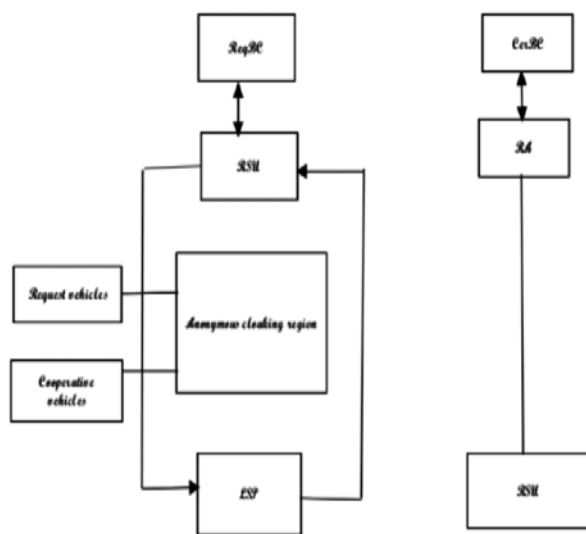 ReqBC
CerBC
RSU
RA
Request vehicles
Anonymous cloaking region
Cooperative
vehicles
LSP
RSU